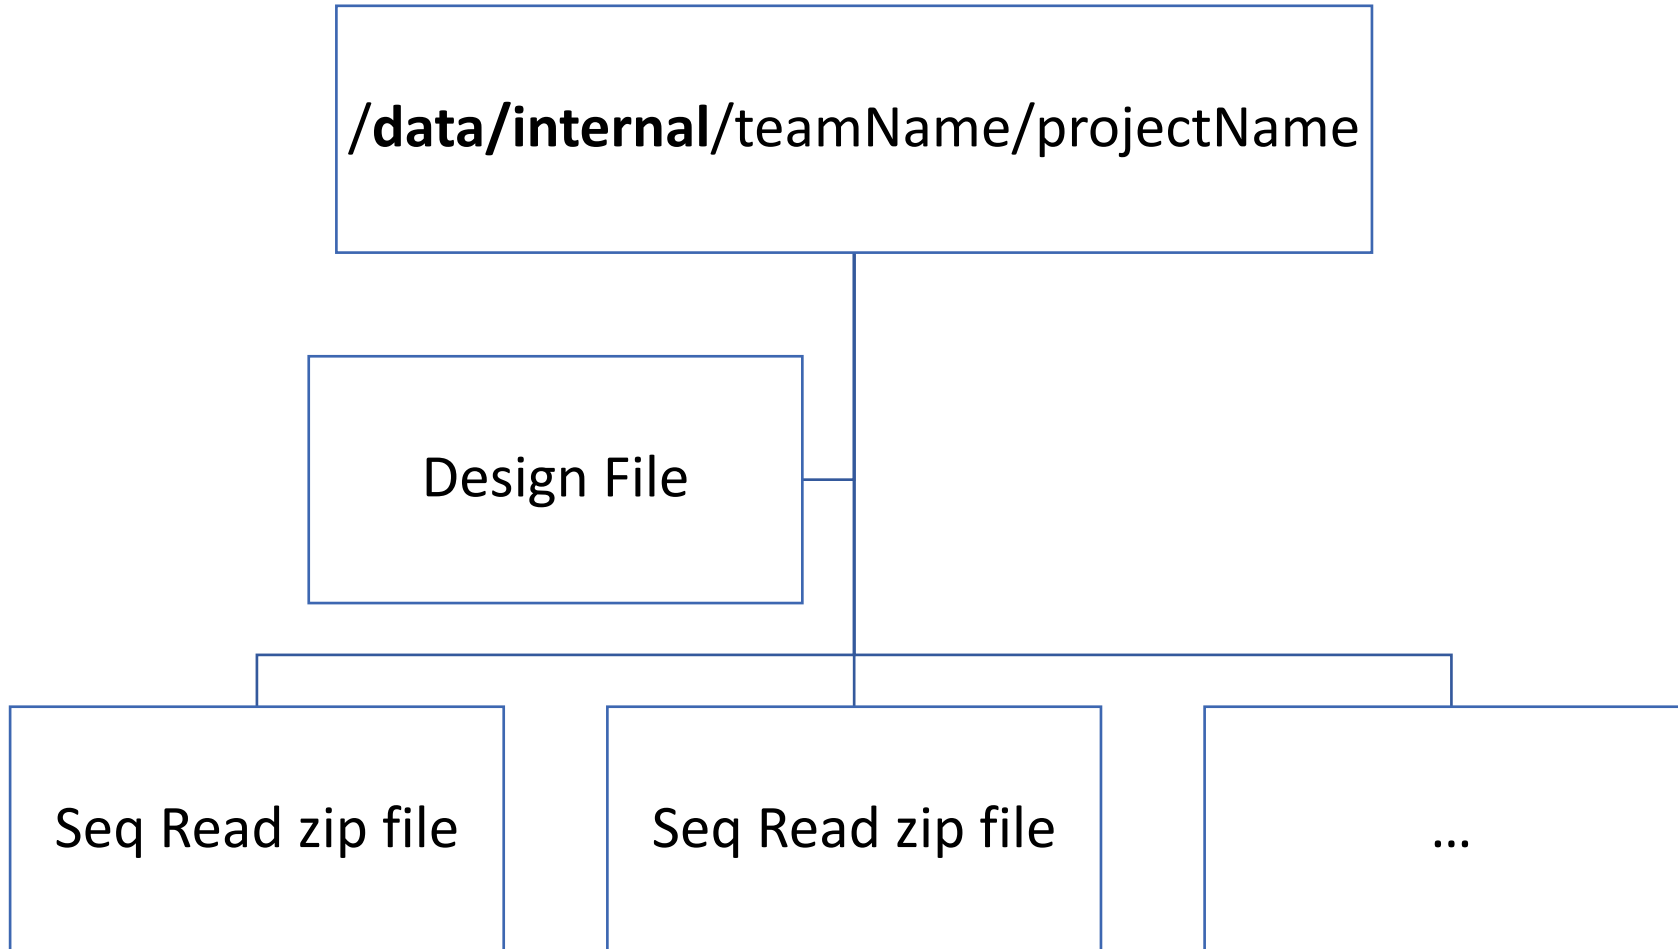 /data/internal/teamName/projectName
Design File
Seq Read zip file
Seq Read zip file
...